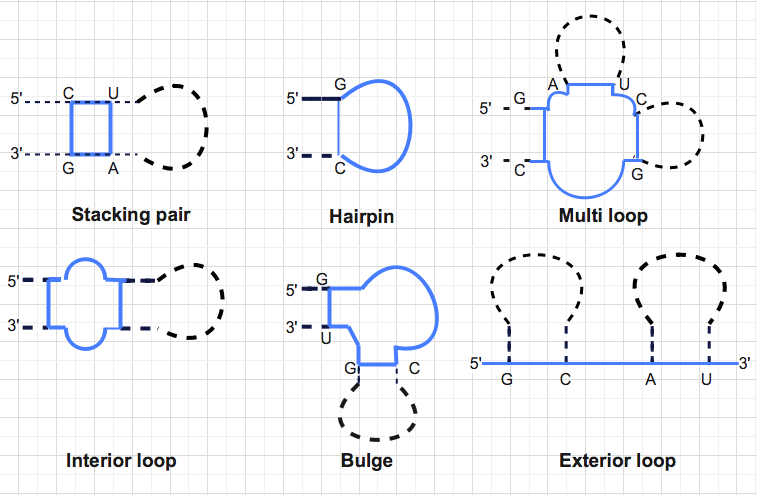 C U
5'
3'
G A
Stacking pair
G
5'
3'
C
Hairpin
A U
G C
5'
3'
C G
Multi loop
5'
3'
Interior loop
G
5'
3'
U
G C
Bulge
5' 3'
G C A U
Exterior loop